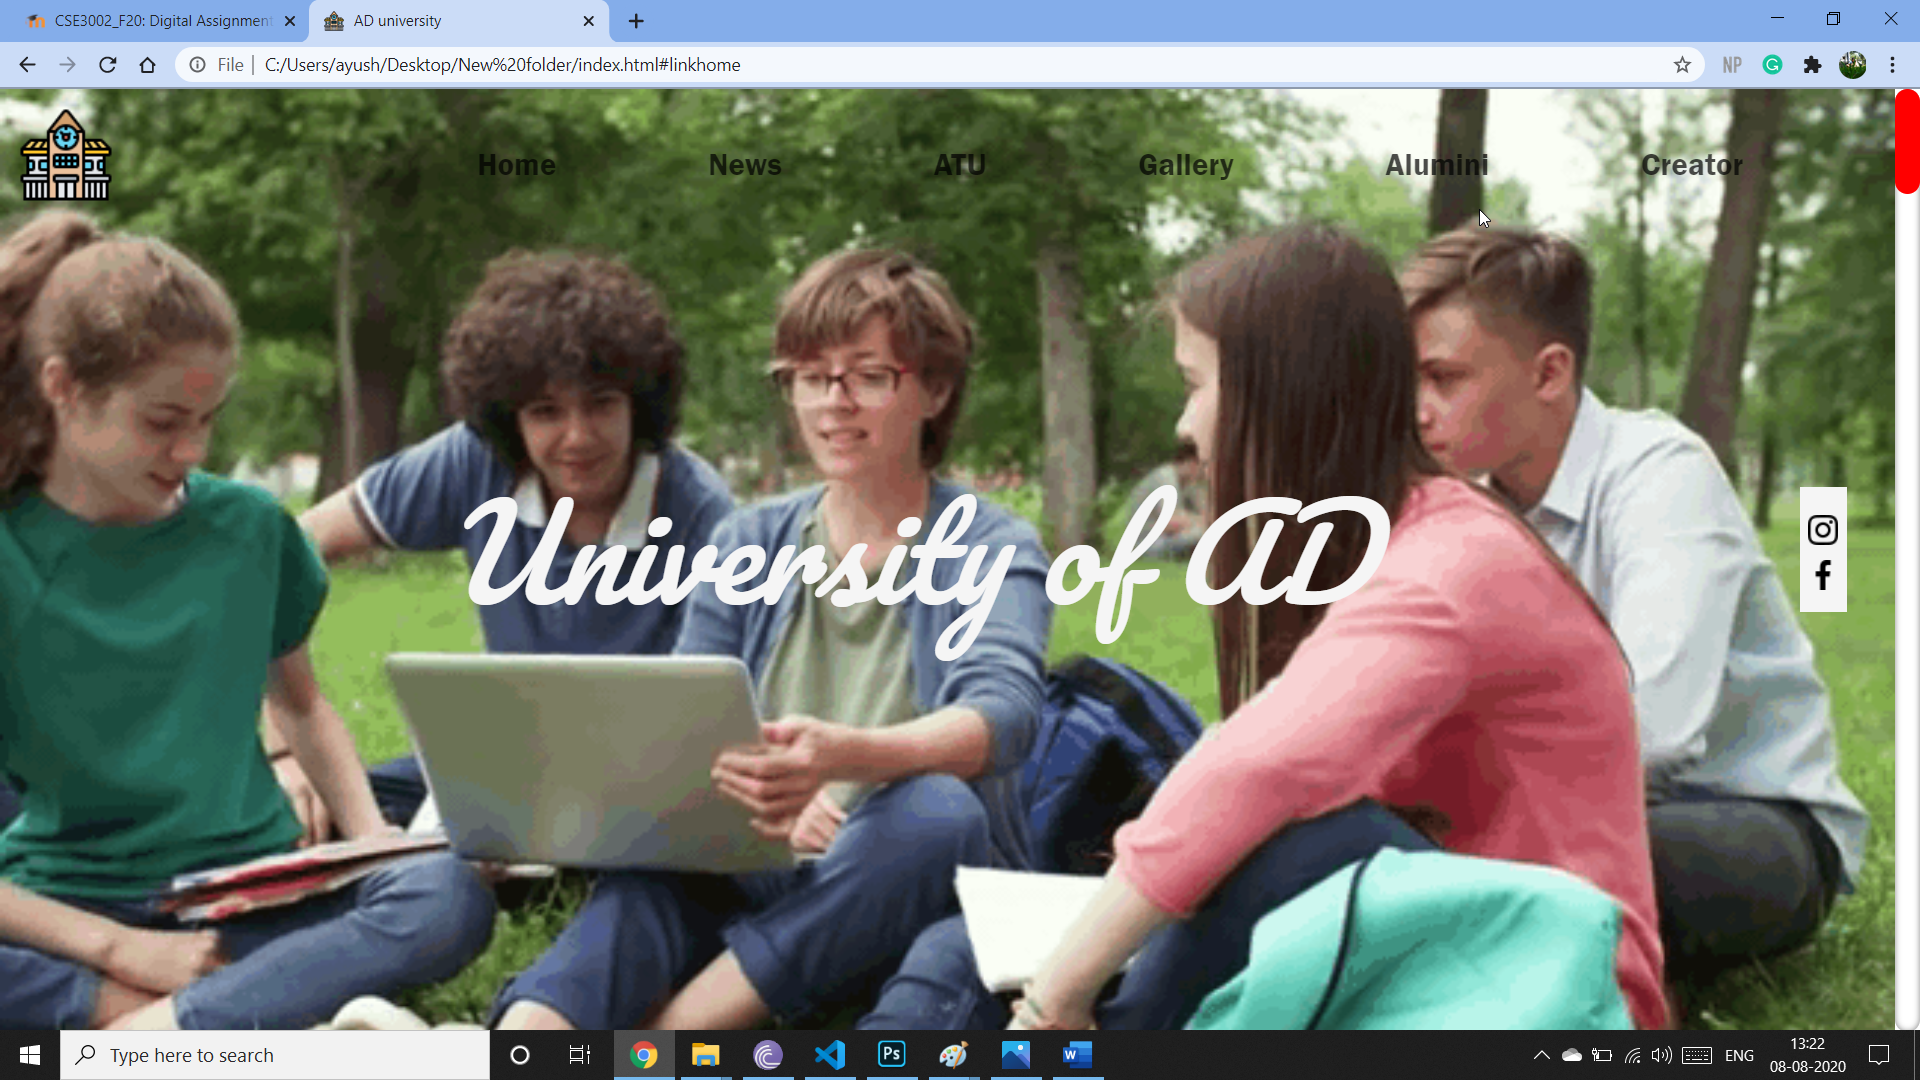 CSE3002_F20: Digital Assignment
AD university
File | C:/Users/ayush/Desktop/New%20folder/index.html#linkhome
NP
Home News ATU Gallery Alumini Creator
University of AD
Type here to search
Ps
W
ENG
13:22
08-08-2020